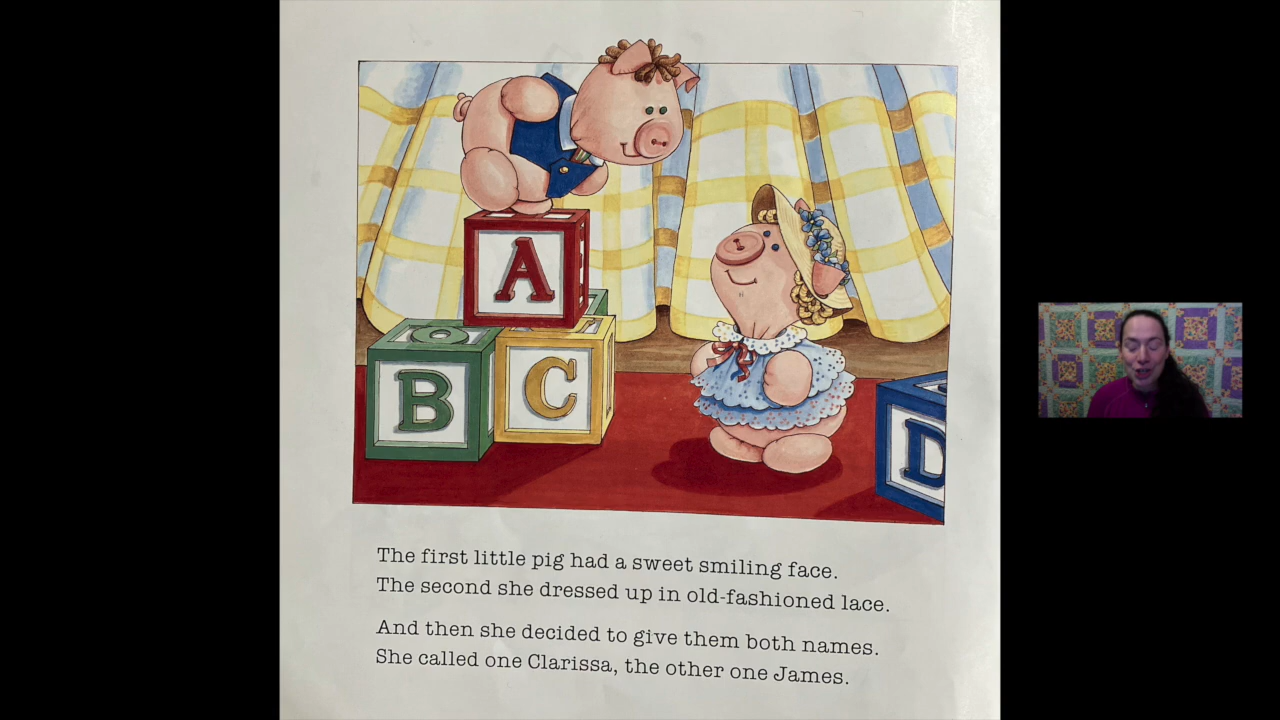 A
B
C
D
The first little pig had a sweet smiling face.
The second she dressed up in old-fashioned lace.
And then she decided to give them both names.
She called one Clarissa, the other one James.